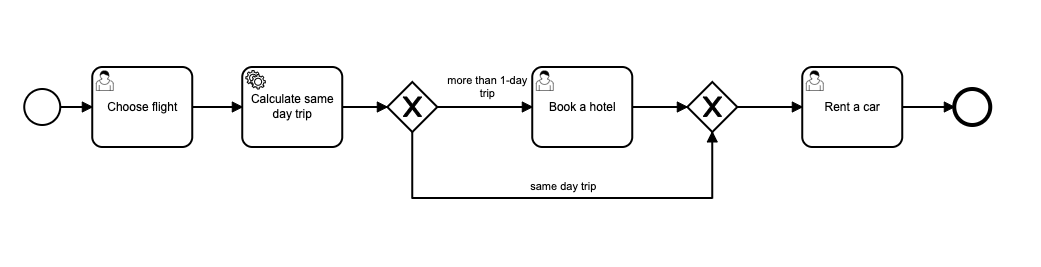 Choose flight
Calculate same
day trip
more than 1-day
trip
Book a hotel
Rent a car
same day trip